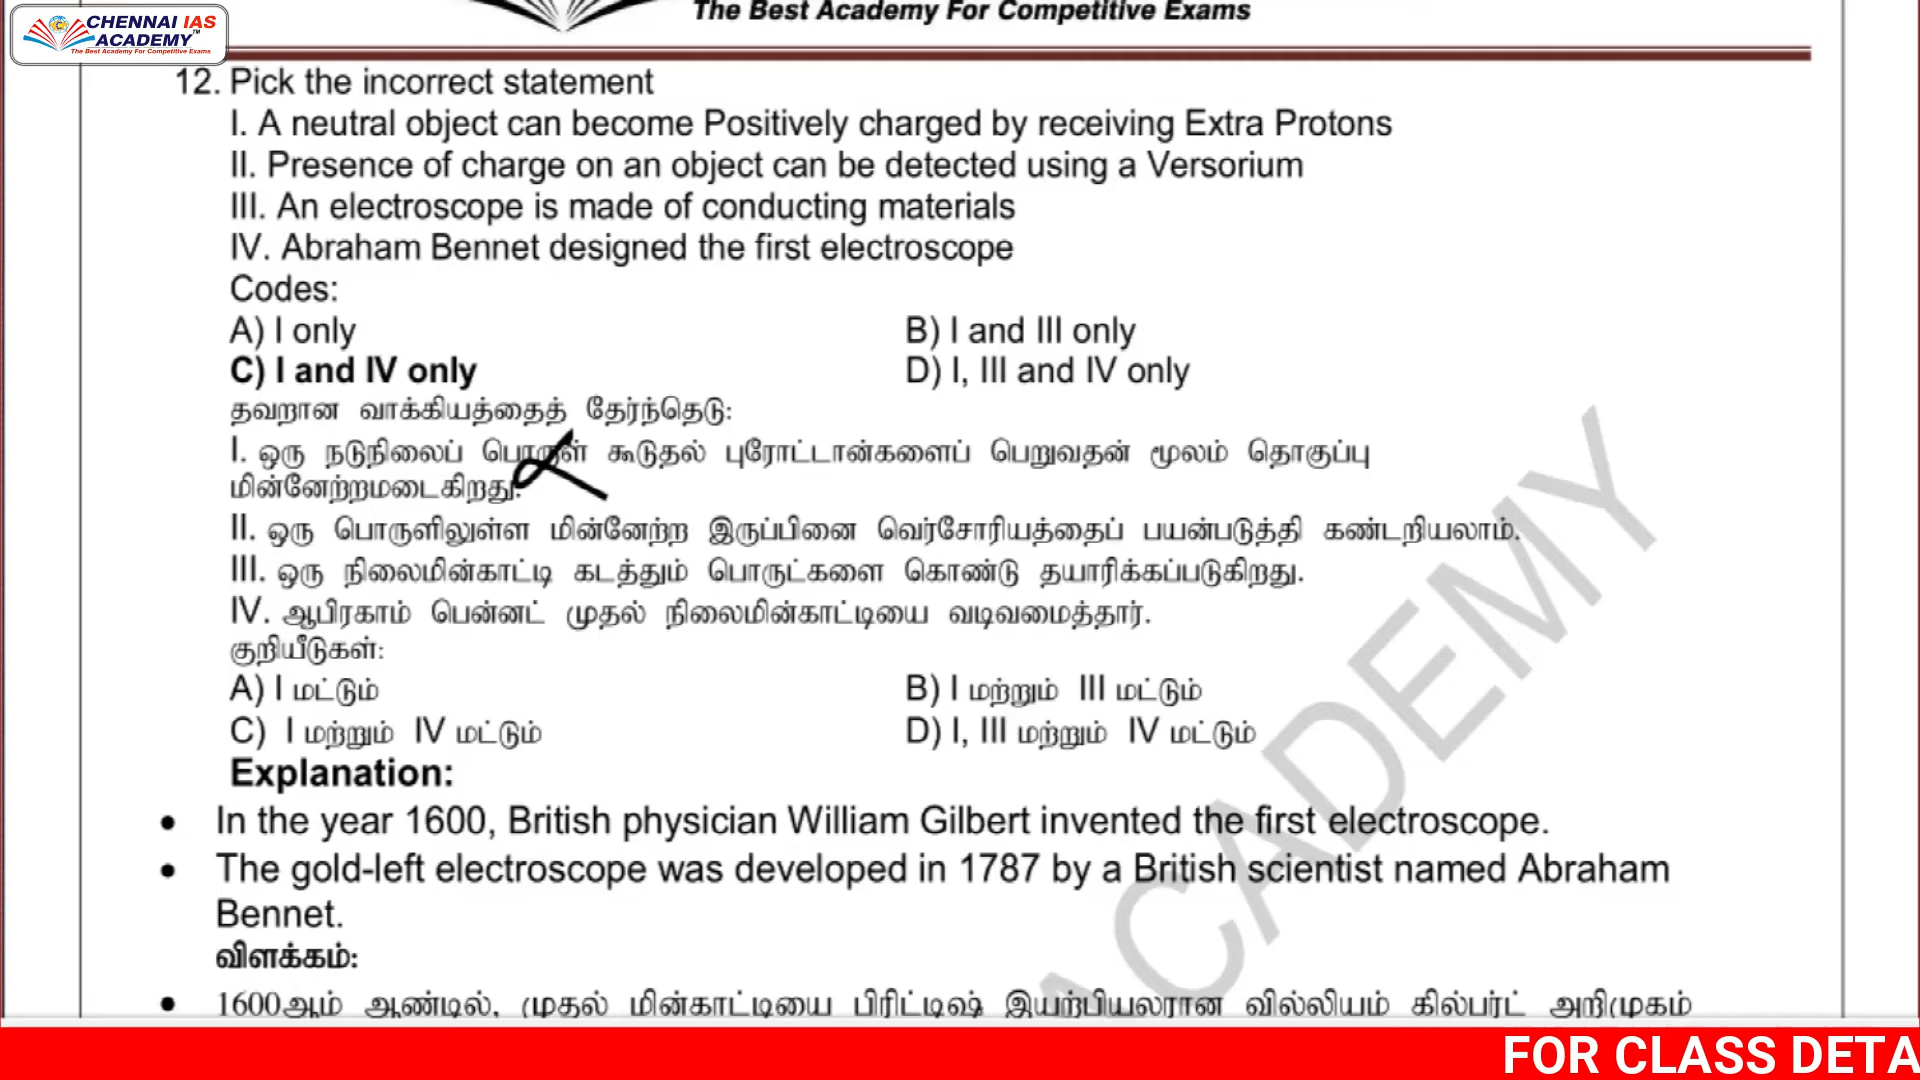 CHENNAI IAS
ACADEMY™
The Best Academy For Competitive Exams
The Best Academy For Competitive Exams
12. Pick the incorrect statement
I. A neutral object can become Positively charged by receiving Extra Protons
II. Presence of charge on an object can be detected using a Versorium
III. An electroscope is made of conducting materials
IV. Abraham Bennet designed the first electroscope
Codes:
A) I only B) I and III only
C) I and IV only D) I, III and IV only
தவறான வாக்கியத்தைத் தேர்ந்தெடு:
I. ஒரு நடுநிலைப் பொருள் கூடுதல் புரோட்டான்களைப் பெறுவதன் மூலம் தொகுப்பு
மின்னேற்றமடைகிறது.
II. ஒரு பொருளிலுள்ள மின்னேற்ற இருப்பினை வெர்சோரியத்தைப் பயன்படுத்தி கண்டறியலாம்.
III. ஒரு நிலைமின்காட்டி கடத்தும் பொருட்களை கொண்டு தயாரிக்கப்படுகிறது.
IV. ஆபிரகாம் பென்னட் முதல் நிலைமின்காட்டியை வடிவமைத்தார்.
குறியீடுகள்:
A) I மட்டும் B) I மற்றும் III மட்டும்
C) I மற்றும் IV மட்டும் D) I, III மற்றும் IV மட்டும்
Explanation:
• In the year 1600, British physician William Gilbert invented the first electroscope.
• The gold-left electroscope was developed in 1787 by a British scientist named Abraham
Bennet.
விளக்கம்:
• 1600ஆம் ஆண்டில், முதல் மின்காட்டியை பிரிட்டிஷ் இயற்பியலரான வில்லியம் கில்பர்ட் அறிமுகம்
ACADEMY
FOR CLASS DETA